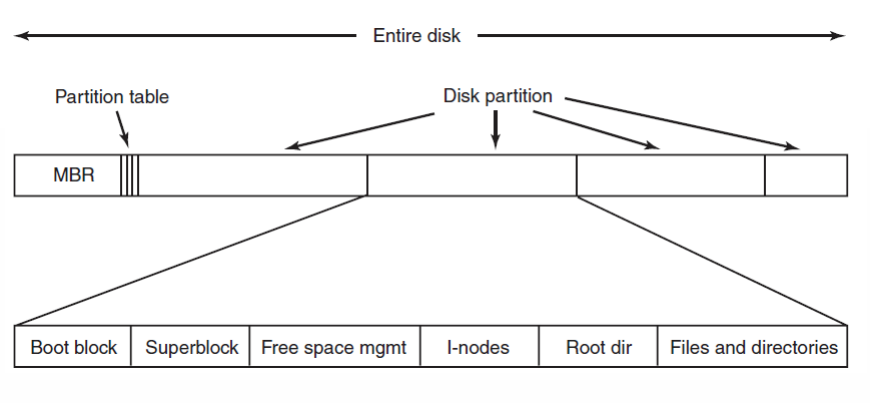 Entire disk
Partition table
Disk partition
MBR
Boot block
Superblock
Free space mgmt
I-nodes
Root dir
Files and directories